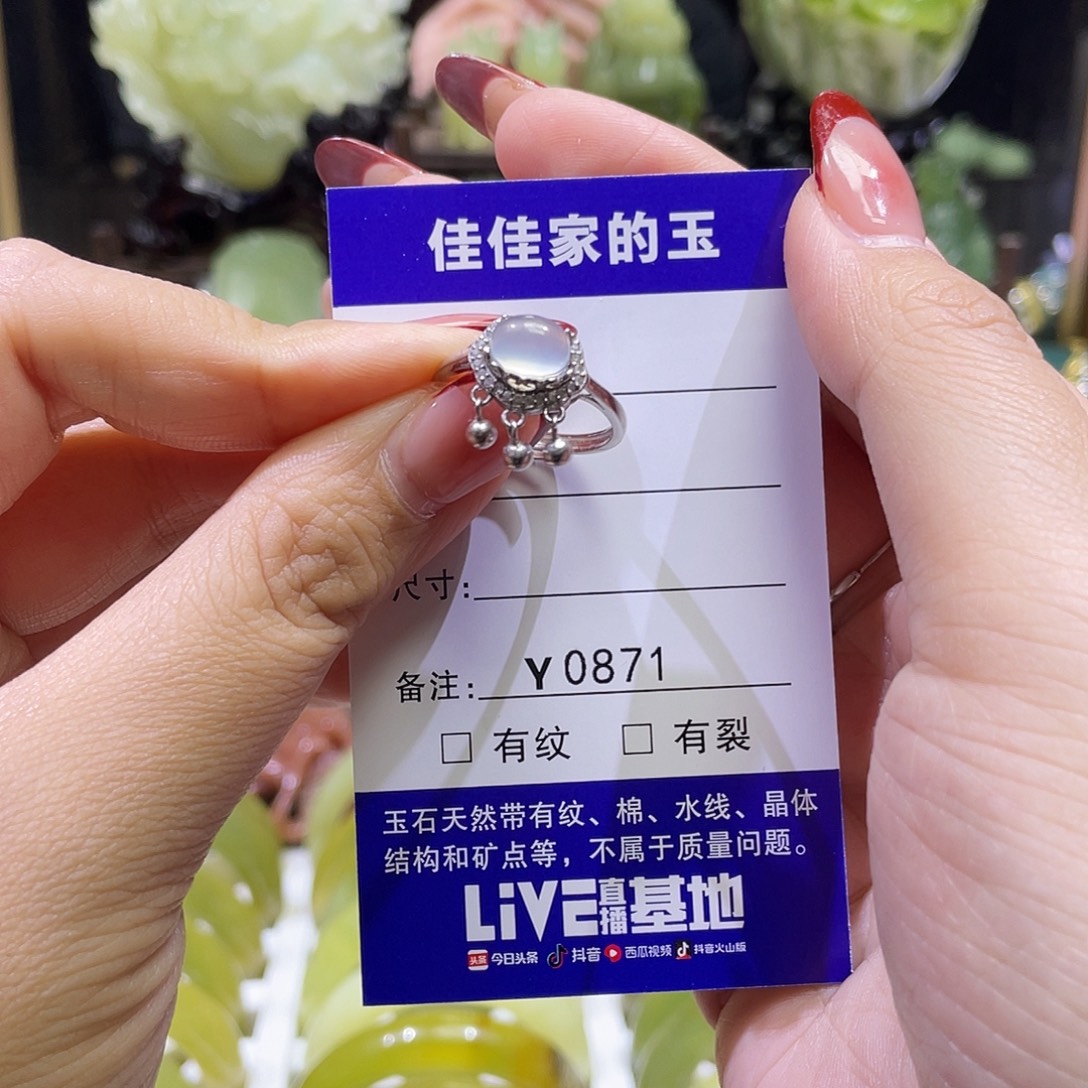 佳佳家的玉
尺寸:
备注: Y0871
□ 有纹 □ 有裂
玉石天然带有纹、棉、水线、晶体
结构和矿点等，不属于质量问题。
LiVE直播基地
头条 今日头条 抖音 西瓜视频 抖音火山版